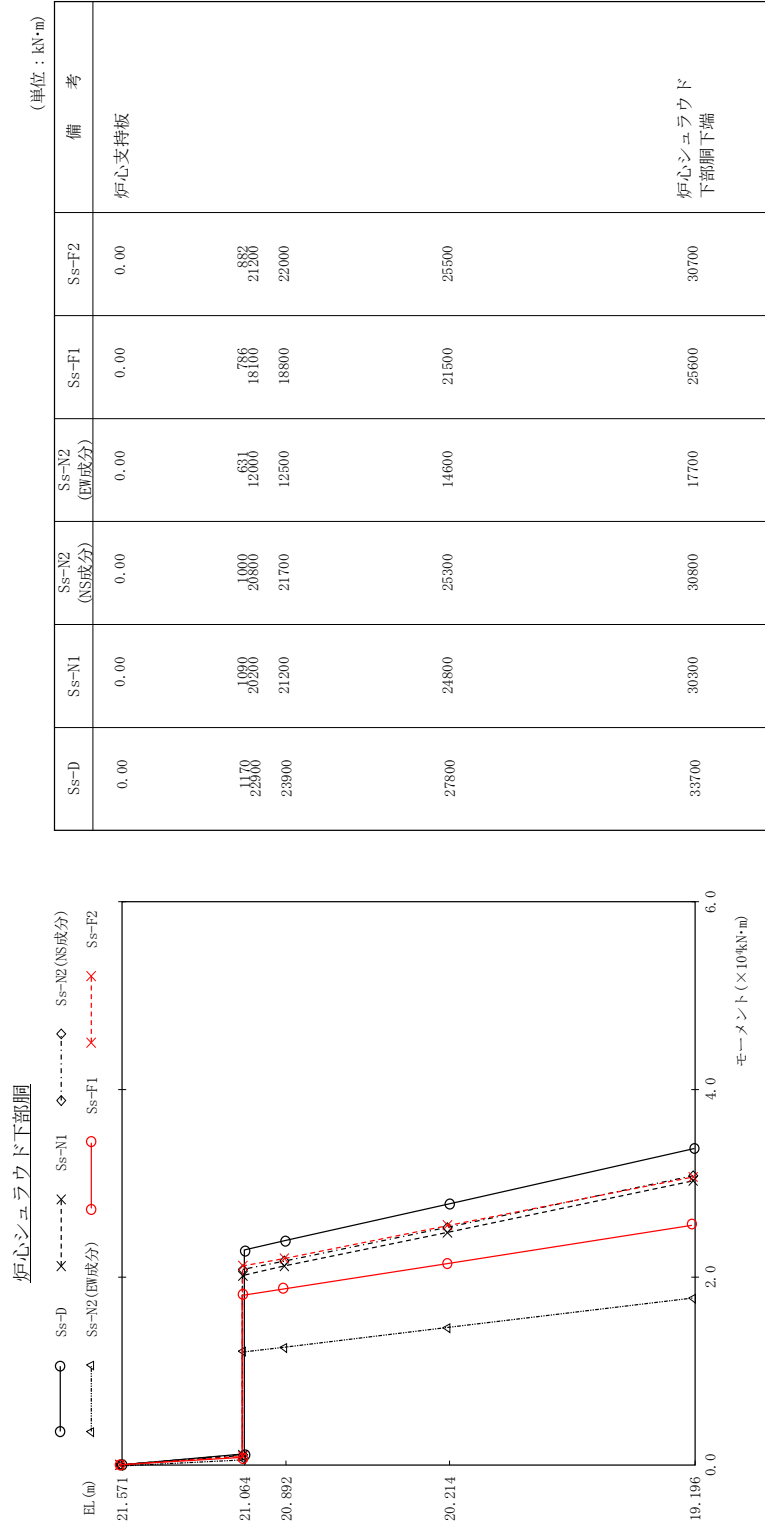 炉心シュラウド下部胴
Ss-D
Ss-N1
Ss-N2(NS成分)
Ss-N2(EW成分)
Ss-F1
Ss-F2
EL(m)
21.571
21.064
20.892
20.214
19.196
0.0
2.0
4.0
6.0
モーメント(×10⁴kN・m)
(単位：kN・m)
Ss-D Ss-N1 Ss-N2 (NS成分) Ss-N2 (EW成分) Ss-F1 Ss-F2 備 考
0.00 0.00 0.00 0.00 0.00 0.00 炉心支持板
1170 1090 1000 631 786 882
22900 20200 20800 12000 18100 21200
23900 21200 21700 12500 18800 22000
27800 24800 25300 14600 21500 25500
33700 30300 30800 17700 25600 30700 炉心シュラウド
下部胴下端